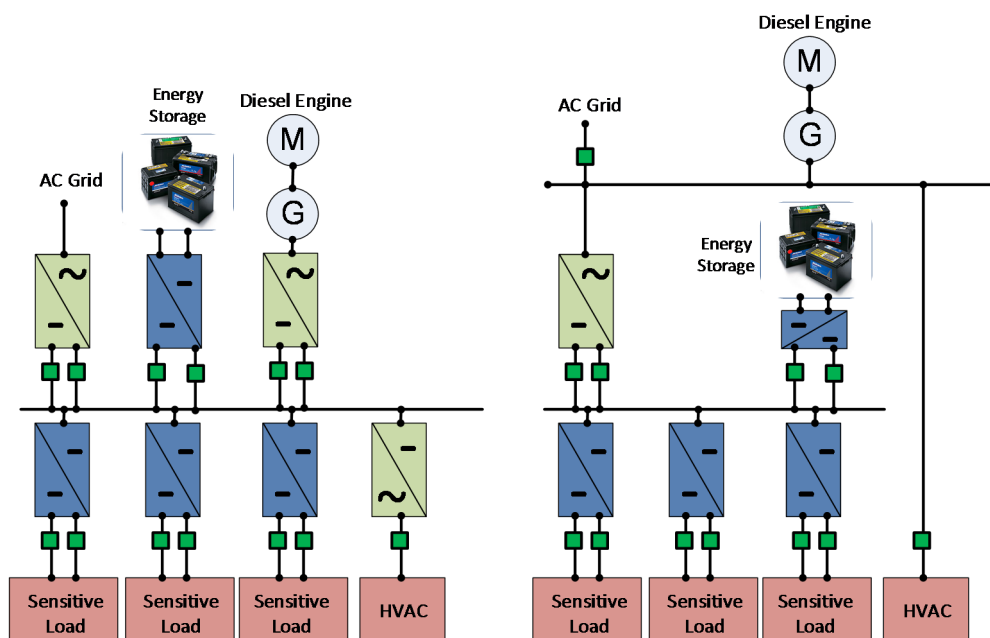 Energy
Storage
Diesel Engine
M
G
AC Grid
Sensitive
Load
Sensitive
Load
Sensitive
Load
HVAC
Diesel Engine
M
AC Grid
G
Energy
Storage
Sensitive
Load
Sensitive
Load
Sensitive
Load
HVAC